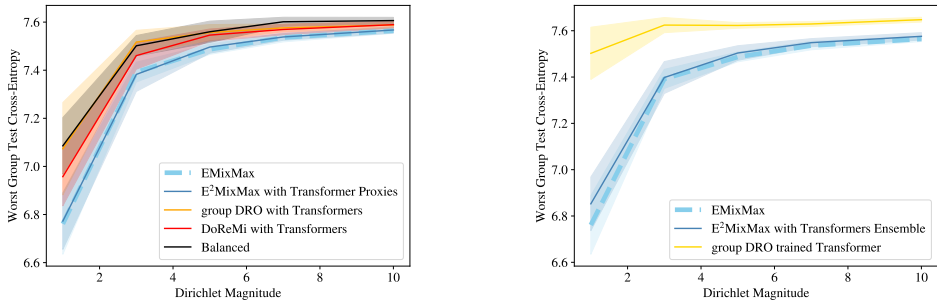 Worst Group Test Cross-Entropy
7.6
7.4
7.2
7.0
6.8
6.6
2
4
6
8
10
Dirichlet Magnitude
EMixMax
E²MixMax with Transformer Proxies
group DRO with Transformers
DoReMi with Transformers
Balanced
Worst Group Test Cross-Entropy
7.6
7.4
7.2
7.0
6.8
6.6
2
4
6
8
10
Dirichlet Magnitude
EMixMax
E²MixMax with Transformers Ensemble
group DRO trained Transformer